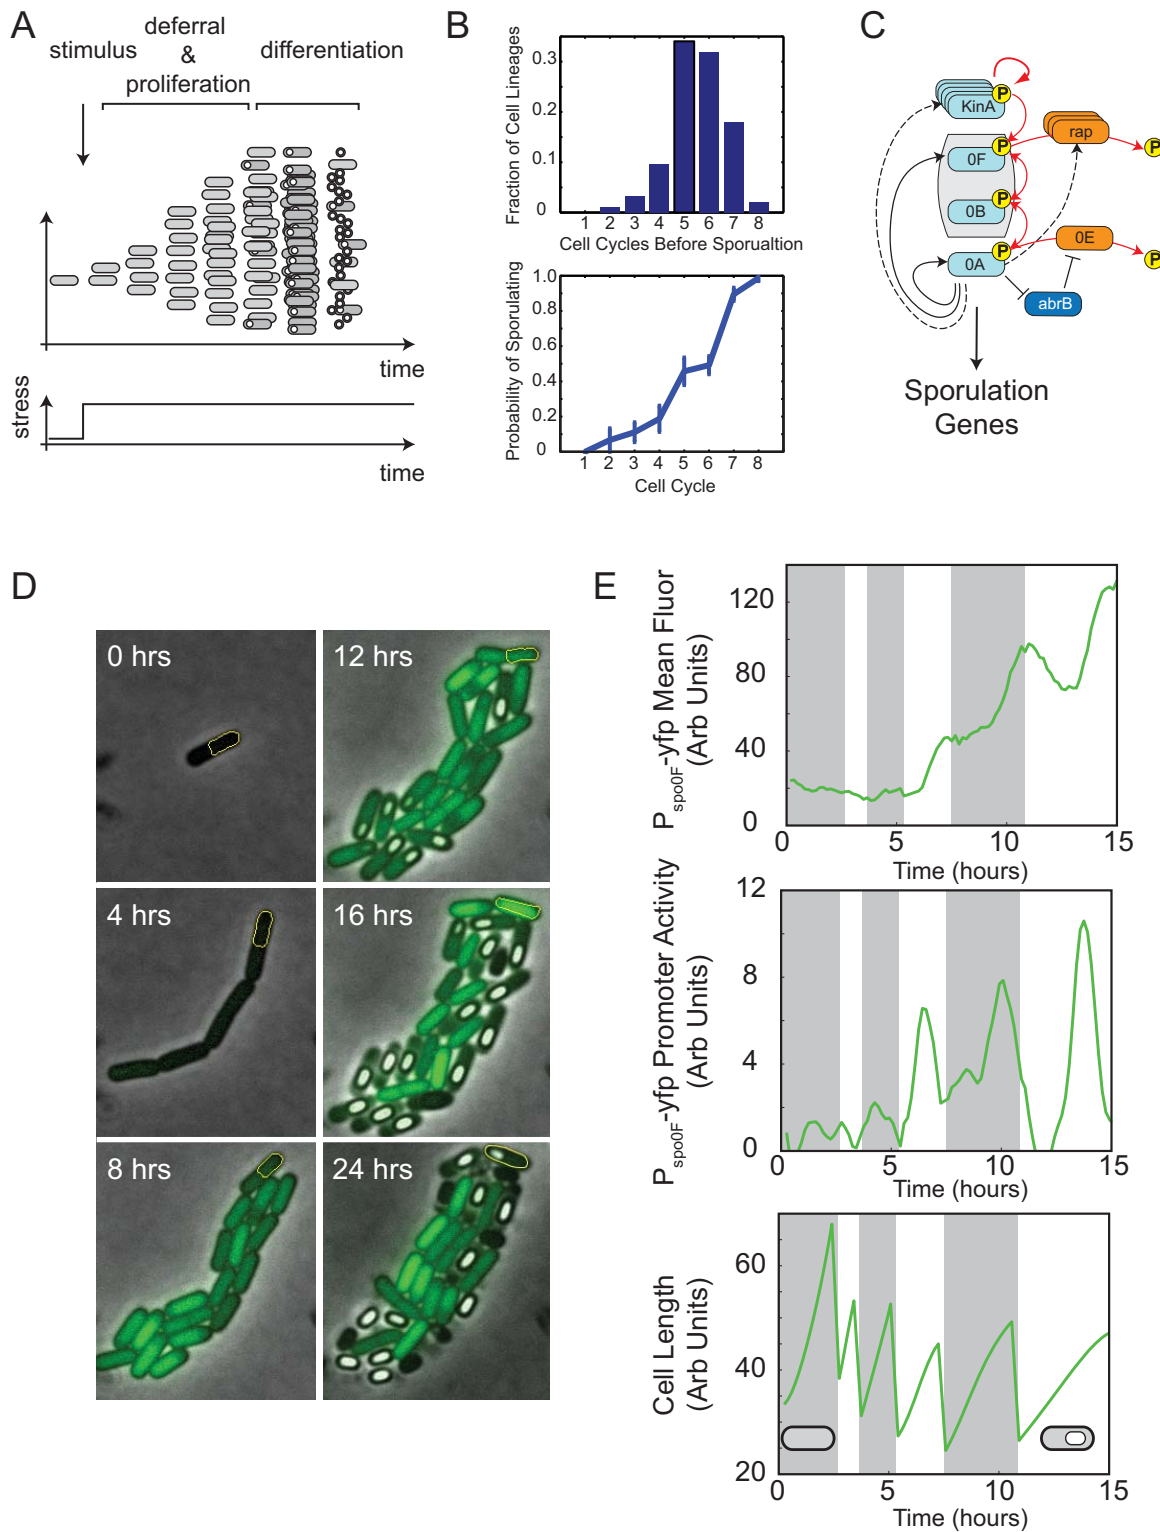 A
stimulus
deferral
&
proliferation
differentiation
time
stress
time
B
Fraction of Cell Lineages
0.3
0.2
0.1
0
1 2 3 4 5 6 7 8
Cell Cycles Before Sporualtion
Probability of Sporulating
1.0
0.8
0.6
0.4
0.2
0
1 2 3 4 5 6 7 8
Cell Cycle
C
KinA
P
rap
P
0F
P
0B
P
0E
P
0A
P
abrB
Sporulation
Genes
D
0 hrs
12 hrs
4 hrs
16 hrs
8 hrs
24 hrs
E
Pspo0F-yfp Mean Fluor
(Arb Units)
120
80
40
0
0 5 10 15
Time (hours)
Pspo0F-yfp Promoter Activity
(Arb Units)
12
8
4
0
0 5 10 15
Time (hours)
Cell Length
(Arb Units)
60
40
20
0 5 10 15
Time (hours)